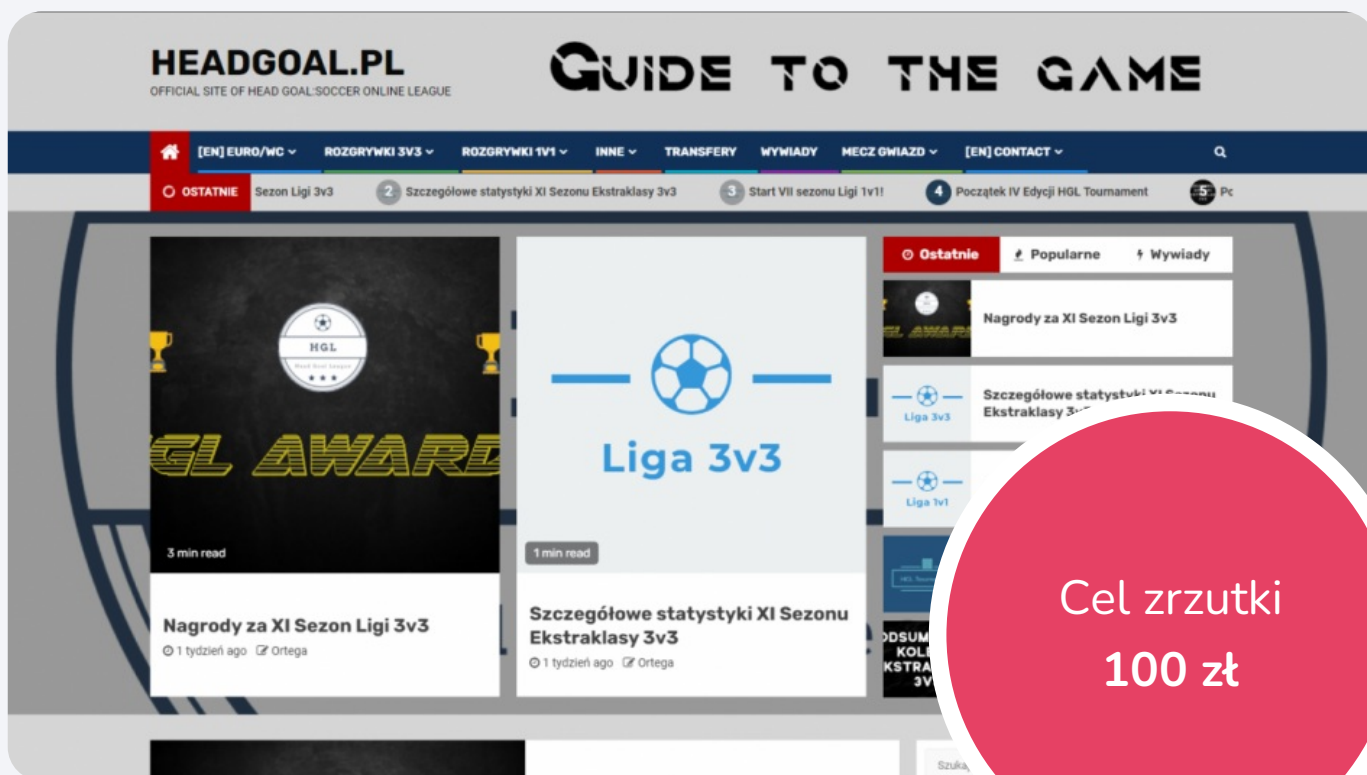 HEADGOAL.PL
OFFICIAL SITE OF HEAD GOAL:SOCCER ONLINE LEAGUE
GUIDE TO THE GAME
[EN] EURO/WC
ROZGRYWKI 3V3
ROZGRYWKI 1V1
INNE
TRANSFERY
WYWIADY
MECZ GWIAZD
[EN] CONTACT
OSTATNIE
Sezon Ligi 3v3
2 Szczegółowe statystyki XI Sezonu Ekstraklasy 3v3
3 Start VII sezonu Ligi 1v1!
4 Początek IV Edycji HGL Tournament
5
HGL
Head Goal League
AWARD
3 min read
Nagrody za XI Sezon Ligi 3v3
1 tydzień ago Ortega
Liga 3v3
1 min read
Szczegółowe statystyki XI Sezonu
Ekstraklasy 3v3
1 tydzień ago Ortega
Ostatnie
Popularne
Wywiady
Nagrody za XI Sezon Ligi 3v3
Liga 3v3
Szczegółowe statystyki XI Sezonu
Ekstraklasy
Liga 1v1
Cel zrzutki
100 zł